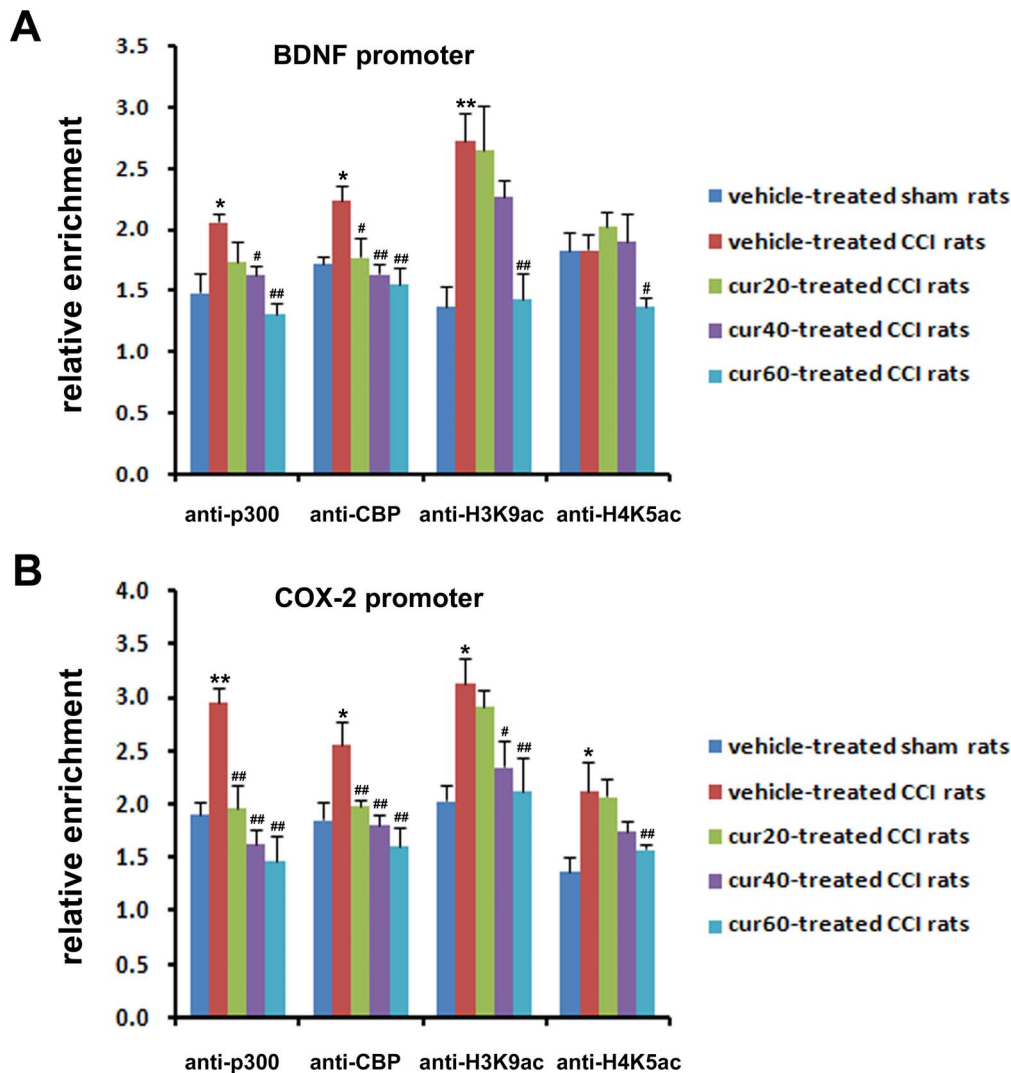 A
BDNF promoter
relative enrichment
3.5
3.0
2.5
2.0
1.5
1.0
0.5
0.0
*
#
##
*
#
##
##
**
##
#
anti-p300 anti-CBP anti-H3K9ac anti-H4K5ac
vehicle-treated sham rats
vehicle-treated CCI rats
cur20-treated CCI rats
cur40-treated CCI rats
cur60-treated CCI rats
B
COX-2 promoter
relative enrichment
4.0
3.5
3.0
2.5
2.0
1.5
1.0
0.5
0.0
**
##
##
##
*
##
##
##
*
#
##
*
##
anti-p300 anti-CBP anti-H3K9ac anti-H4K5ac
vehicle-treated sham rats
vehicle-treated CCI rats
cur20-treated CCI rats
cur40-treated CCI rats
cur60-treated CCI rats